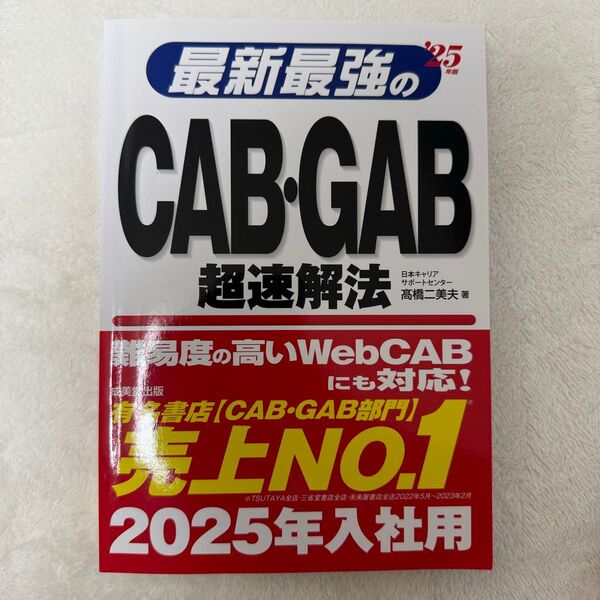 '25
年版
最新最強の
CAB・GAB
超速解法
日本キャリア
サポートセンター
髙橋二美夫 著
難易度の高いWebCAB
にも対応!
成美堂出版
有名書店【CAB・GAB部門】
売上NO.1※
※TSUTAYA全店・三省堂書店全店・未来屋書店全店2022年5月~2023年2月
2025年入社用